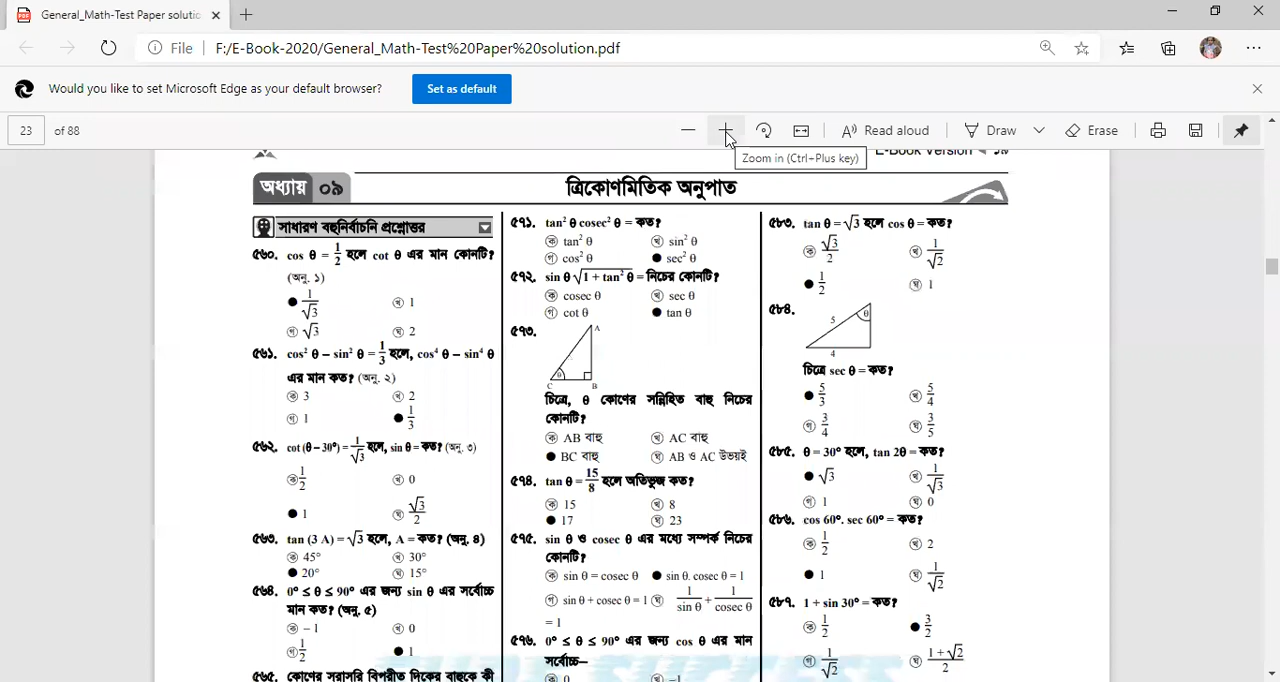 General_Math-Test Paper solutio
File F:/E-Book-2020/General_Math-Test%20Paper%20solution.pdf
Would you like to set Microsoft Edge as your default browser? Set as default
23 of 88 Read aloud Draw Erase
Zoom in (Ctrl+Plus key)
E-Book Version
অধ্যায় ০৯ ত্রিকোণমিতিক অনুপাত
সাধারণ বহুনির্বাচনি প্রশ্নোত্তর
৫৬০. cos θ = 1/2 হলে cot θ এর মান কোনটি?
(অনু. ১)
● 1/√3 ⓚ 1
ⓖ √3 ঘ 2
৫৬১. cos² θ – sin² θ = 1/3 হলে, cos⁴ θ – sin⁴ θ
এর মান কত? (অনু. ২)
ক 3 খ 2
গ 1 ● 1/3
৫৬২. cot (θ – 30°) = 1/√3 হলে, sin θ = কত? (অনু. ৩)
ক 1/2 খ 0
● 1 ঘ √3/2
৫৬৩. tan (3 A) = √3 হলে, A = কত? (অনু. ৪)
ক 45° খ 30°
● 20° ঘ 15°
৫৬৪. 0° ≤ θ ≤ 90° এর জন্য sin θ এর সর্বোচ্চ
মান কত? (অনু. ৫)
ক – 1 খ 0
গ 1/2 ● 1
৫৬৫. কোণের সরাসরি বিপরীত দিকের বাহুকে কী
৫৭১. tan² θ cosec² θ = কত?
ক tan² θ খ sin² θ
গ cos² θ ● sec² θ
৫৭২. sin θ √1 + tan² θ = নিচের কোনটি?
ক cosec θ খ sec θ
গ cot θ ● tan θ
৫৭৩.
A
θ
C B
চিত্রে, θ কোণের সন্নিহিত বাহু নিচের
কোনটি?
ক AB বাহু খ AC বাহু
● BC বাহু ঘ AB ও AC উভয়ই
৫৭৪. tan θ = 15/8 হলে অতিভুজ কত?
ক 15 খ 8
● 17 ঘ 23
৫৭৫. sin θ ও cosec θ এর মধ্যে সম্পর্ক নিচের
কোনটি?
ক sin θ = cosec θ ● sin θ. cosec θ = 1
গ sin θ + cosec θ = 1 ঘ 1/sin θ + 1/cosec θ
= 1
৫৭৬. 0° ≤ θ ≤ 90° এর জন্য cos θ এর মান
সর্বোচ্চ–
ক 0 খ –1
৫৮৩. tan θ = √3 হলে cos θ = কত?
ক √3/2 খ 1/√2
● 1/2 ঘ 1
৫৮৪.
5 θ
4
চিত্রে sec θ = কত?
● 5/3 খ 5/4
গ 3/4 ঘ 3/5
৫৮৫. θ = 30° হলে, tan 2θ = কত?
● √3 খ 1/√3
গ 1 ঘ 0
৫৮৬. cos 60°. sec 60° = কত?
ক 1/2 খ 2
● 1 ঘ 1/√2
৫৮৭. 1 + sin 30° = কত?
ক 1/2 ● 3/2
গ 1/√2 ঘ 1 + √2/2